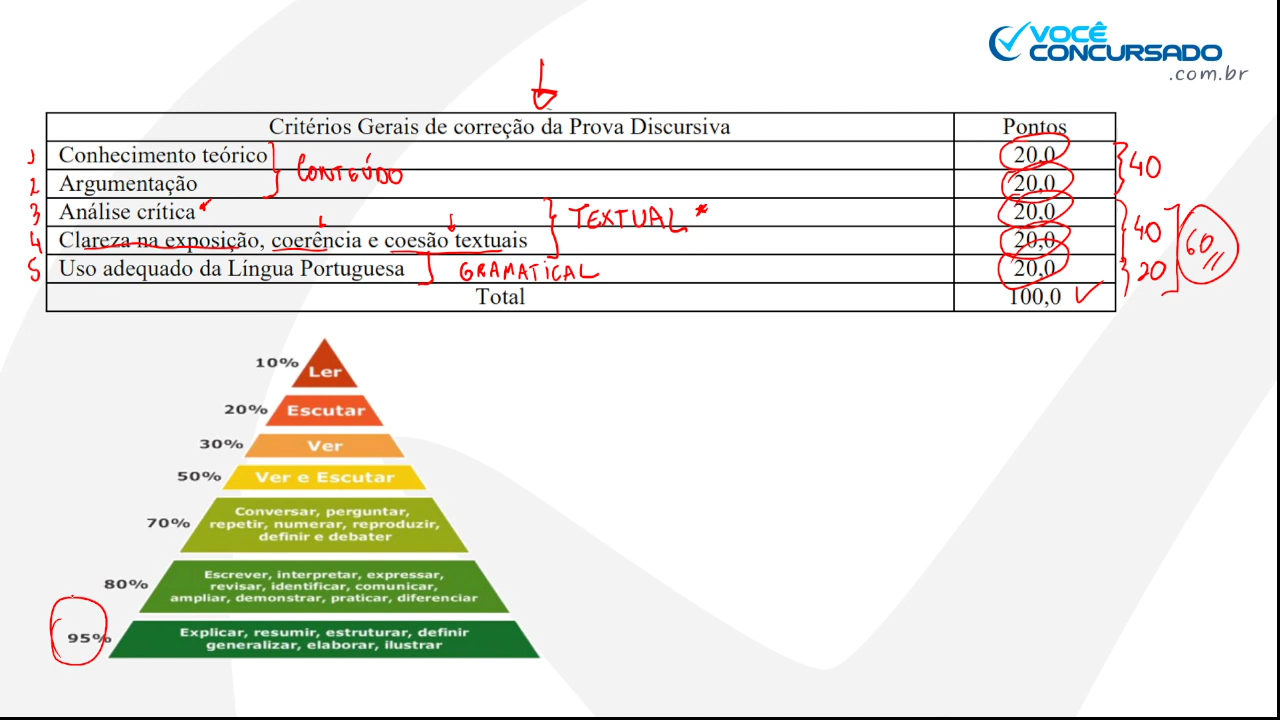 VOCÊ
CONCURSADO
.com.br
Critérios Gerais de correção da Prova Discursiva Pontos
1 Conhecimento teórico 20,0
CONTEÚDO 40
2 Argumentação 20,0
3 Análise crítica 20,0
TEXTUAL * 40
4 Clareza na exposição, coerência e coesão textuais 20,0
60
5 Uso adequado da Língua Portuguesa GRAMATICAL 20,0 20
Total 100,0
10% Ler
20% Escutar
30% Ver
50% Ver e Escutar
Conversar, perguntar,
70% repetir, numerar, reproduzir,
definir e debater
Escrever, interpretar, expressar,
80% revisar, identificar, comunicar,
ampliar, demonstrar, praticar, diferenciar
95% Explicar, resumir, estruturar, definir
generalizar, elaborar, ilustrar